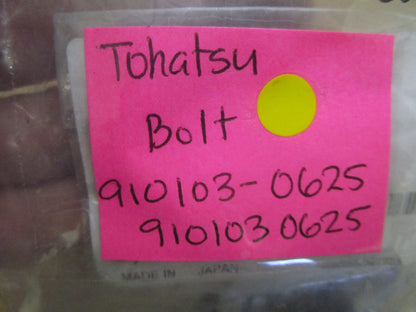 Tohatsu
Bolt
910103-0625
9101030625
MADE IN JAPAN